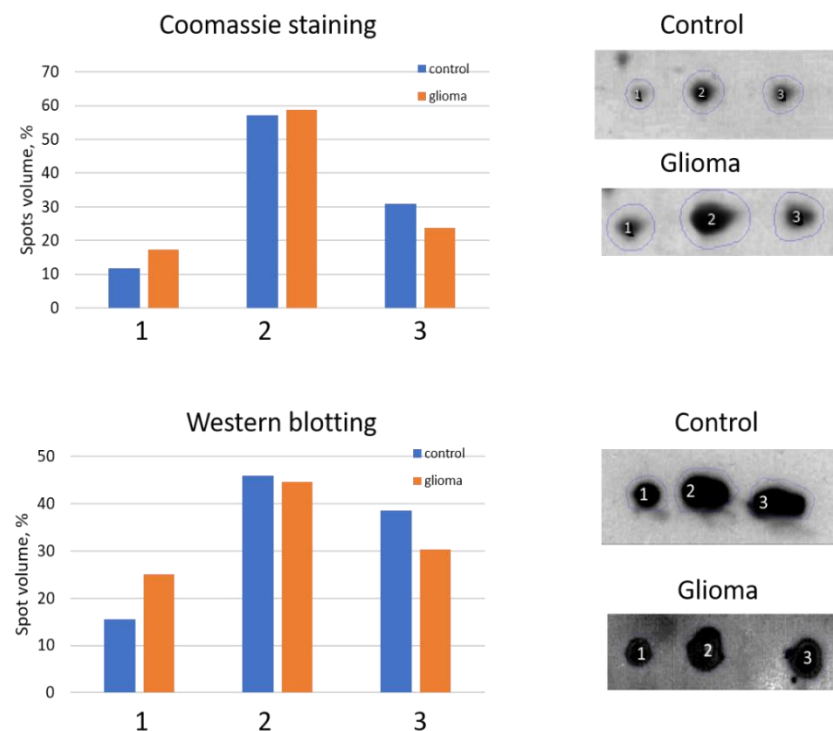 Coomassie staining
control
glioma
Spots volume, %
70
60
50
40
30
20
10
0
1
2
3
Control
1
2
3
Glioma
1
2
3
Western blotting
control
glioma
Spot volume, %
50
40
30
20
10
0
1
2
3
Control
1
2
3
Glioma
1
2
3